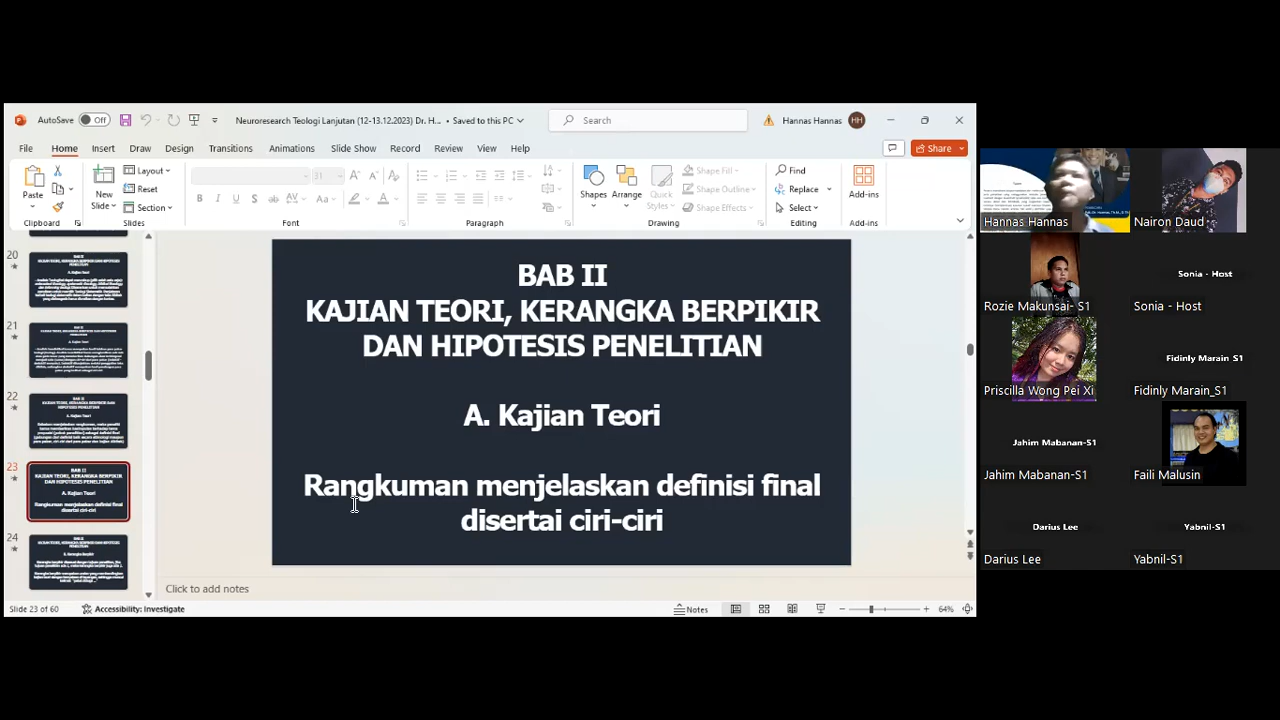 AutoSave Off
Neuroresearch Teologi Lanjutan (12-13.12.2023) Dr. H... • Saved to this PC
Search
Hannas Hannas HH
File Home Insert Draw Design Transitions Animations Slide Show Record Review View Help
Share
Paste
New Slide
Layout
Reset
Section
31
Shapes
Arrange
Quick Styles
Shape Fill
Shape Outline
Shape Effects
Find
Replace
Select
Add-ins
Clipboard Slides Font Paragraph Drawing Editing Add-ins
20
21
22
23
24
BAB II
KAJIAN TEORI, KERANGKA BERPIKIR
DAN HIPOTESIS PENELITIAN
A. Kajian Teori
Rangkuman menjelaskan definisi final
disertai ciri-ciri
Click to add notes
Slide 23 of 60 Accessibility: Investigate Notes 64%
Hannas Hannas
Nairon Daud
Rozie Makunsai- S1
Sonia - Host
Sonia - Host
Priscilla Wong Pei Xi
Fidinly Marain S1
Fidinly Marain_S1
Jahim Mabanan-S1
Jahim Mabanan-S1
Faili Malusin
Darius Lee
Darius Lee
Yabnil-S1
Yabnil-S1